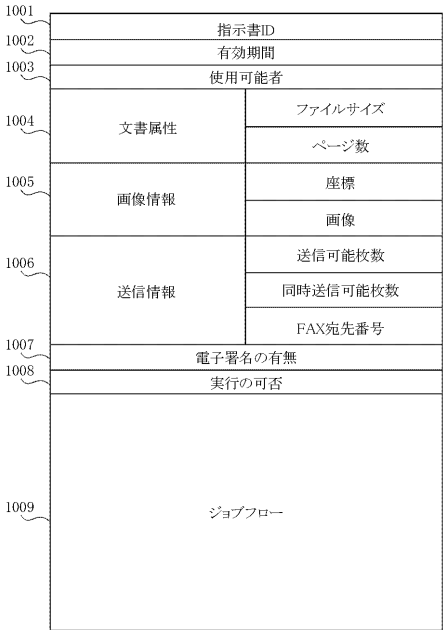 1001
指示書ID
1002
有効期間
1003
使用可能者
1004
文書属性
ファイルサイズ
ページ数
1005
画像情報
座標
画像
1006
送信情報
送信可能枚数
同時送信可能枚数
FAX宛先番号
1007
電子署名の有無
1008
実行の可否
1009
ジョブフロー